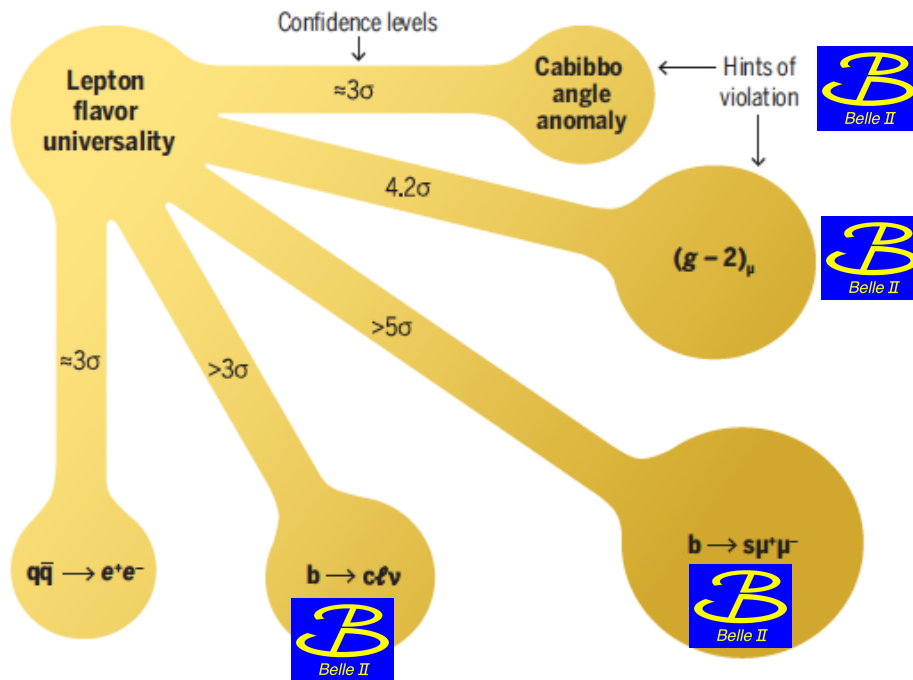 Confidence levels
Lepton
flavor
universality
≈3σ
Cabibbo
angle
anomaly
Hints of
violation
B
Belle II
4.2σ
(g – 2)μ
B
Belle II
>5σ
≈3σ
>3σ
qq̄ → e⁺e⁻
b → cℓν
B
Belle II
b → sμ⁺μ⁻
B
Belle II